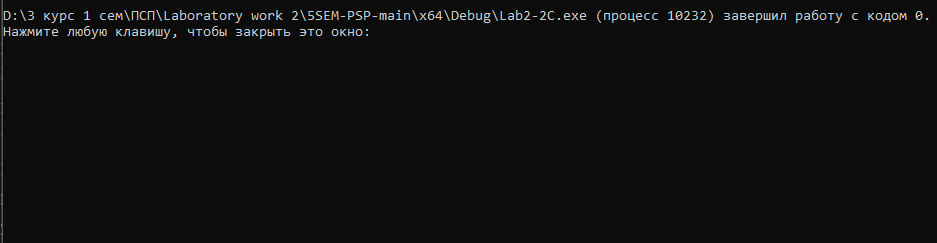 D:\3 курс 1 сем\ПСП\Laboratory work 2\5SEM-PSP-main\x64\Debug\Lab2-2C.exe (процесс 10232) завершил работу с кодом 0.
Нажмите любую клавишу, чтобы закрыть это окно: